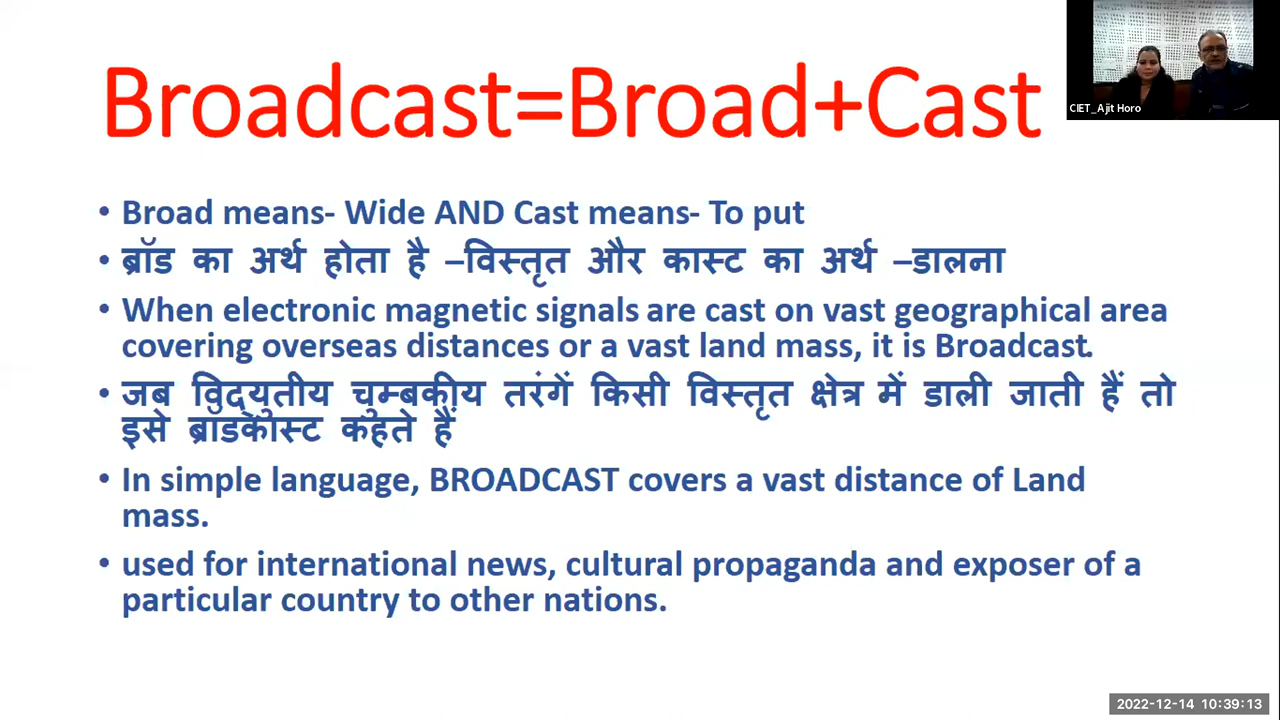 Broadcast=Broad+Cast
CIET_Ajit Horo
• Broad means- Wide AND Cast means- To put
• ब्रॉड का अर्थ होता है –विस्तृत और कास्ट का अर्थ –डालना
• When electronic magnetic signals are cast on vast geographical area
covering overseas distances or a vast land mass, it is Broadcast.
• जब विद्युतीय चुम्बकीय तरंगें किसी विस्तृत क्षेत्र में डाली जाती हैं तो
इसे ब्रॉडकास्ट कहते हैं
• In simple language, BROADCAST covers a vast distance of Land
mass.
• used for international news, cultural propaganda and exposer of a
particular country to other nations.
2022-12-14 10:39:13